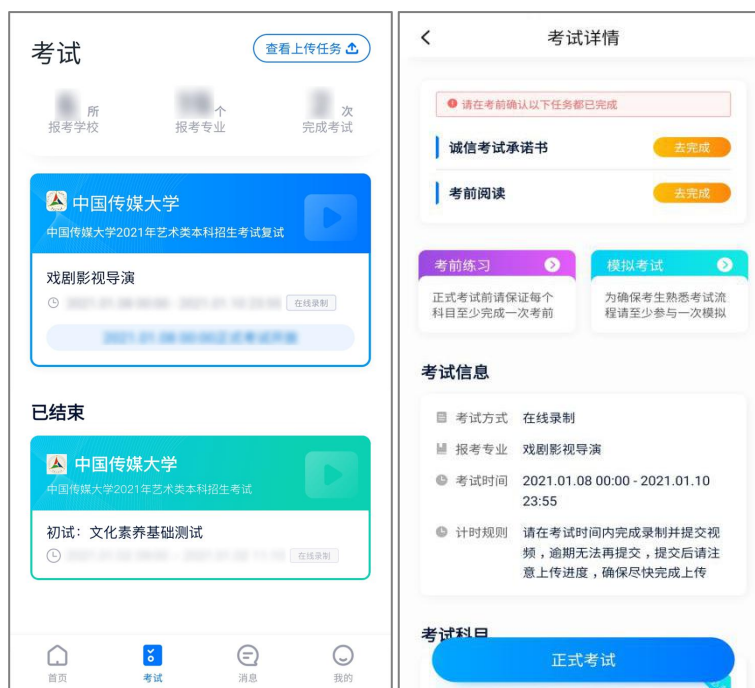 考试
查看上传任务
所
个
次
报考学校
报考专业
完成考试
中国传媒大学
中国传媒大学2021年艺术类本科招生考试复试
戏剧影视导演
在线录制
已结束
中国传媒大学
中国传媒大学2021年艺术类本科招生考试
初试：文化素养基础测试
在线录制
首页
考试
消息
我的
考试详情
请在考前确认以下任务都已完成
诚信考试承诺书
去完成
考前阅读
去完成
考前练习
正式考试前请保证每个
科目至少完成一次考前
模拟考试
为确保考生熟悉考试流
程请至少参与一次模拟
考试信息
考试方式 在线录制
报考专业 戏剧影视导演
考试时间 2021.01.08 00:00 - 2021.01.10
23:55
计时规则 请在考试时间内完成录制并提交视
频，逾期无法再提交，提交后请注
意上传进度，确保尽快完成上传
考试科目
正式考试